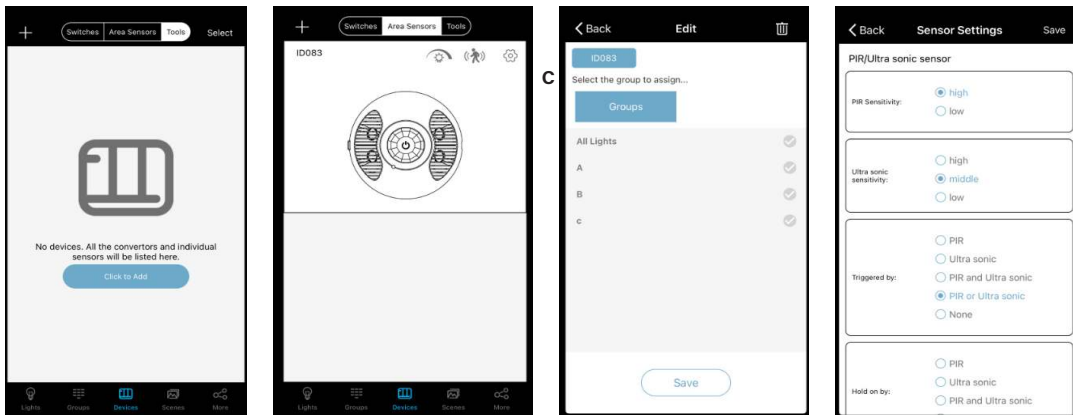 Switches Area Sensors Tools Select
No devices. All the convertors and individual
sensors will be listed here.
Click to Add
Lights Groups Devices Scenes More
Switches Area Sensors Tools
ID083
Lights Groups Devices Scenes More
C
Back Edit
ID083
Select the group to assign...
Groups
All Lights
A
B
c
Save
Back Sensor Settings Save
PIR/Ultra sonic sensor
PIR Sensitivity:
high
low
Ultra sonic
sensitivity:
high
middle
low
Triggered by:
PIR
Ultra sonic
PIR and Ultra sonic
PIR or Ultra sonic
None
Hold on by:
PIR
Ultra sonic
PIR and Ultra sonic